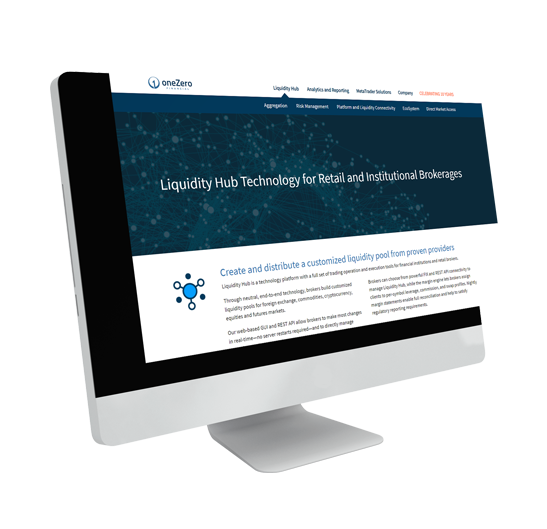 oneZero
FINANCIAL
Liquidity Hub Analytics and Reporting MetaTrader Solutions Company CELEBRATING 10 YEARS
Aggregation Risk Management Platform and Liquidity Connectivity EcoSystem Direct Market Access
Liquidity Hub Technology for Retail and Institutional Brokerages
Create and distribute a customized liquidity pool from proven providers
Liquidity Hub is a technology platform with a full set of trading operation and execution tools for financial institutions and retail brokers.
Through neutral, end-to-end technology, brokers build customized
liquidity pools for foreign exchange, commodities, cryptocurrency,
equities and futures markets.
Our web-based GUI and REST API allow brokers to make most changes
in real-time—no server restarts required—and to directly manage
Brokers can choose from powerful FIX and REST API connectivity to
manage Liquidity Hub, while the margin engine lets brokers assign
clients to per-symbol leverage, commission, and swap profiles. Nightly
margin statements enable full reconciliation and help to satisfy
regulatory reporting requirements.